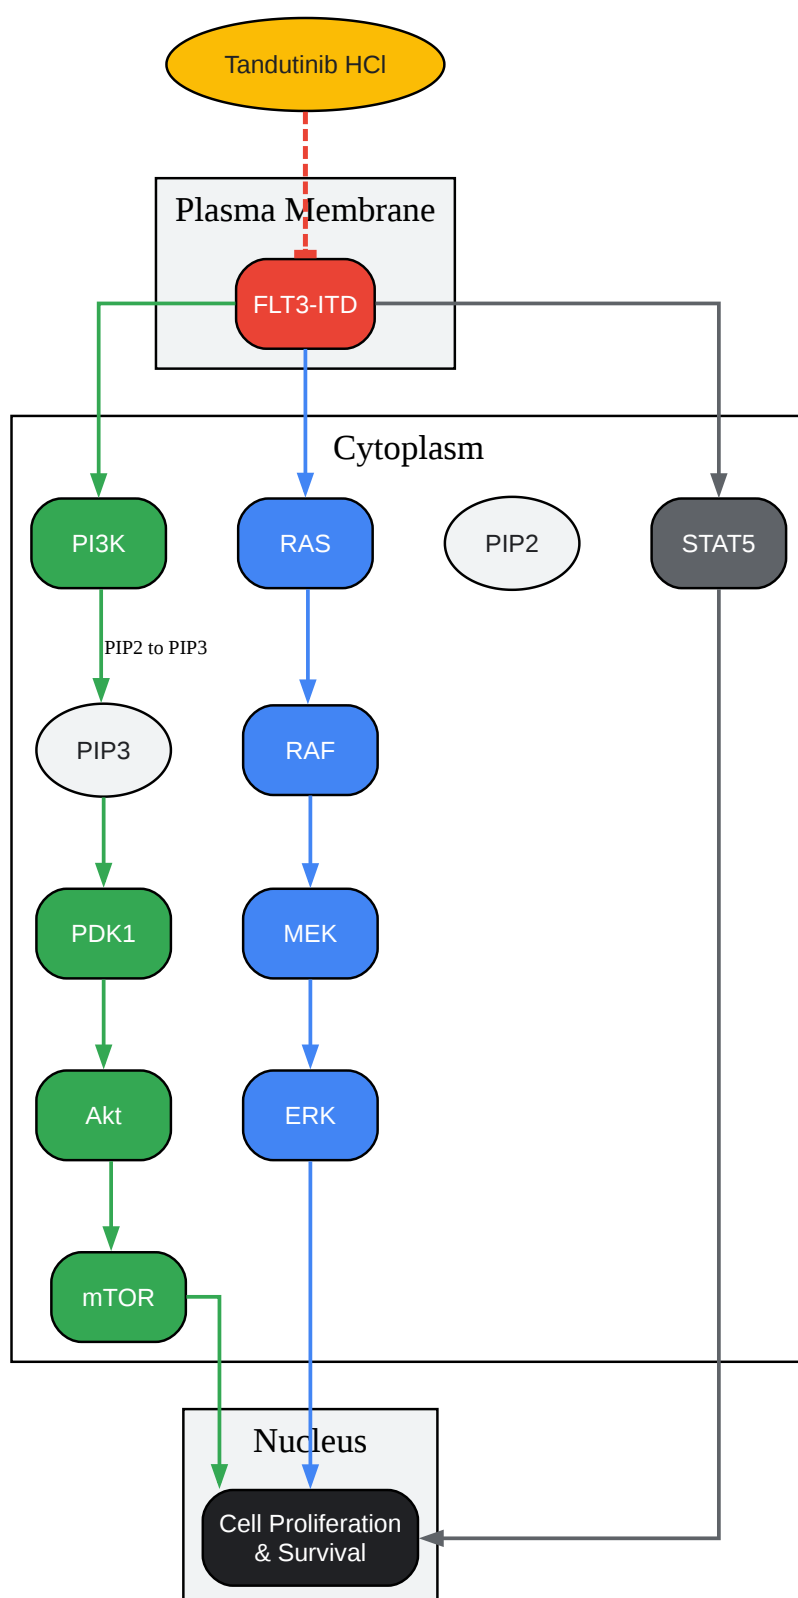 Tandutinib HCl
Plasma Membrane
FLT3-ITD
Cytoplasm
PI3K
RAS
PIP2
STAT5
PIP2 to PIP3
PIP3
RAF
PDK1
MEK
Akt
ERK
mTOR
Nucleus
Cell Proliferation
& Survival